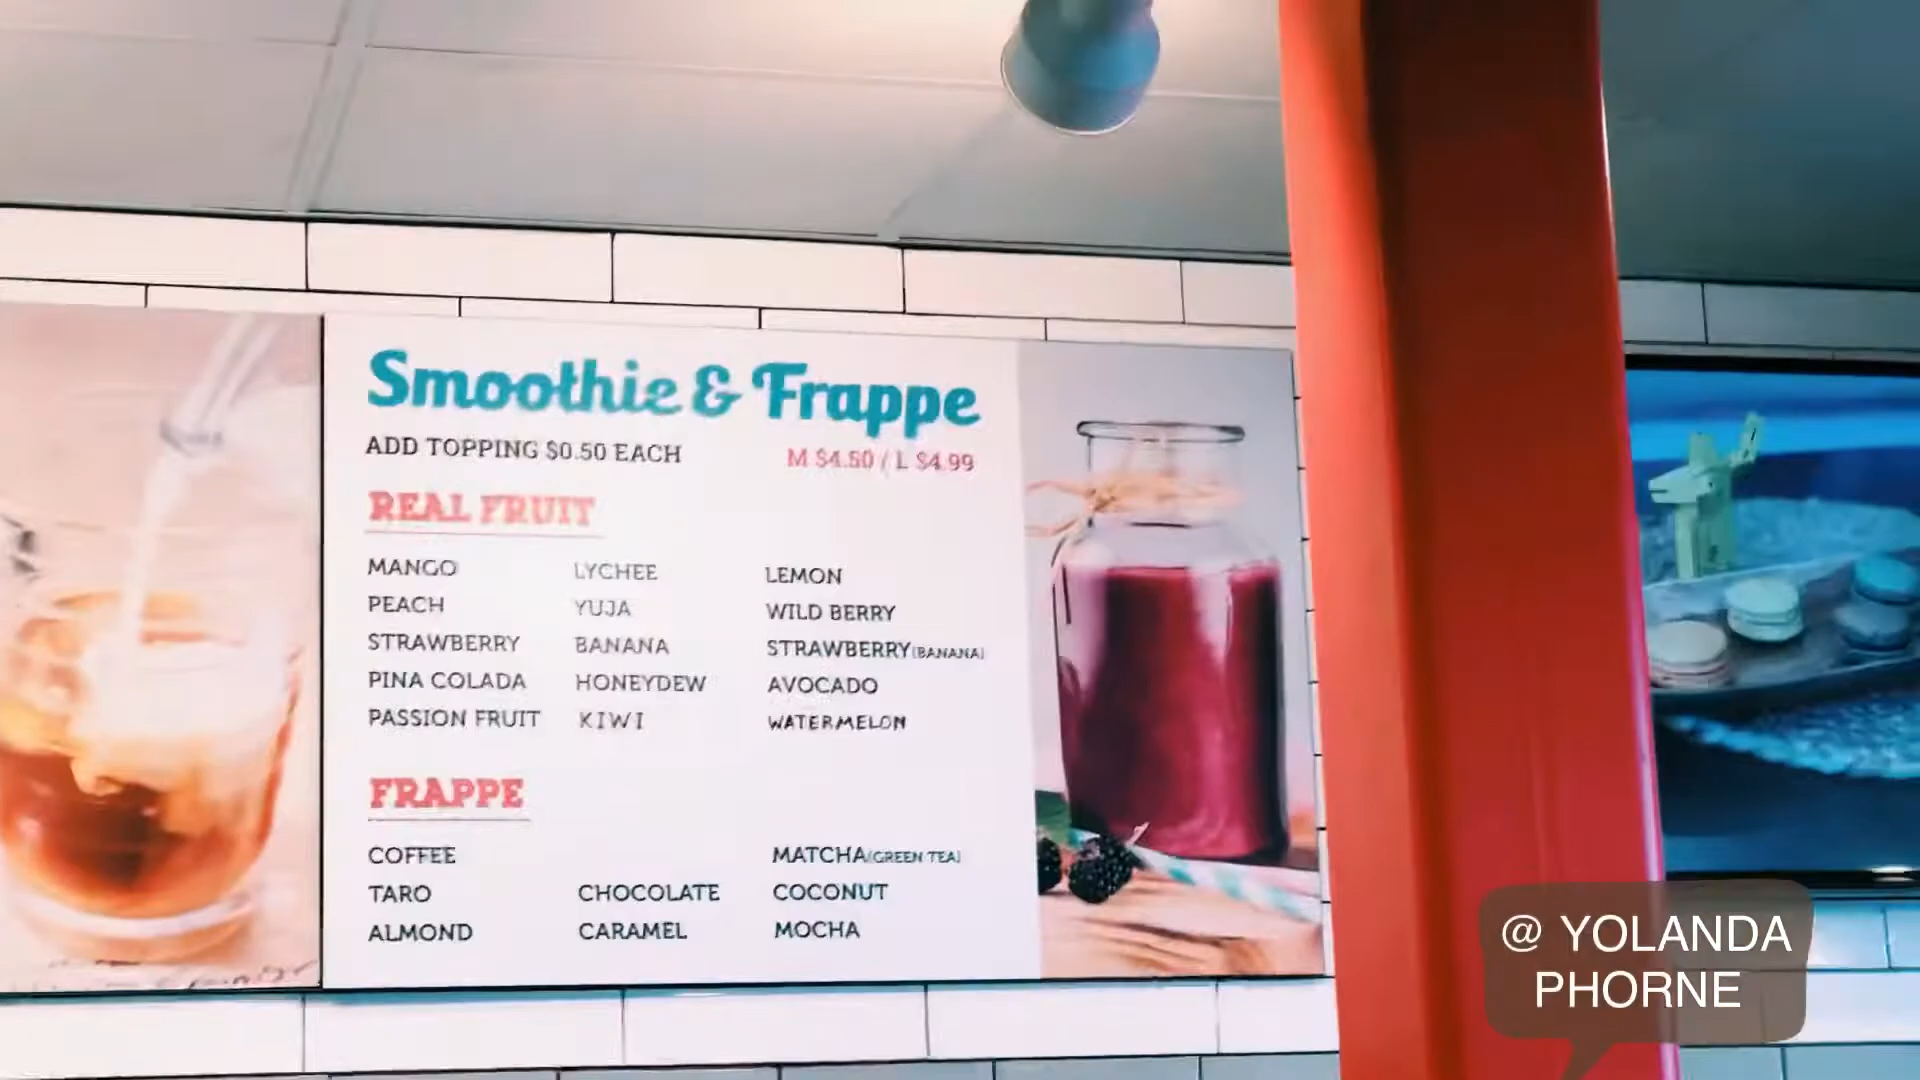 Smoothie & Frappe
ADD TOPPING $0.50 EACH
M $4.50 / L $4.99
REAL FRUIT
MANGO LYCHEE LEMON
PEACH YUJA WILD BERRY
STRAWBERRY BANANA STRAWBERRY(BANANA)
PINA COLADA HONEYDEW AVOCADO
PASSION FRUIT KIWI WATERMELON
FRAPPE
COFFEE MATCHA(GREEN TEA)
TARO CHOCOLATE COCONUT
ALMOND CARAMEL MOCHA
@ YOLANDA
PHORNE